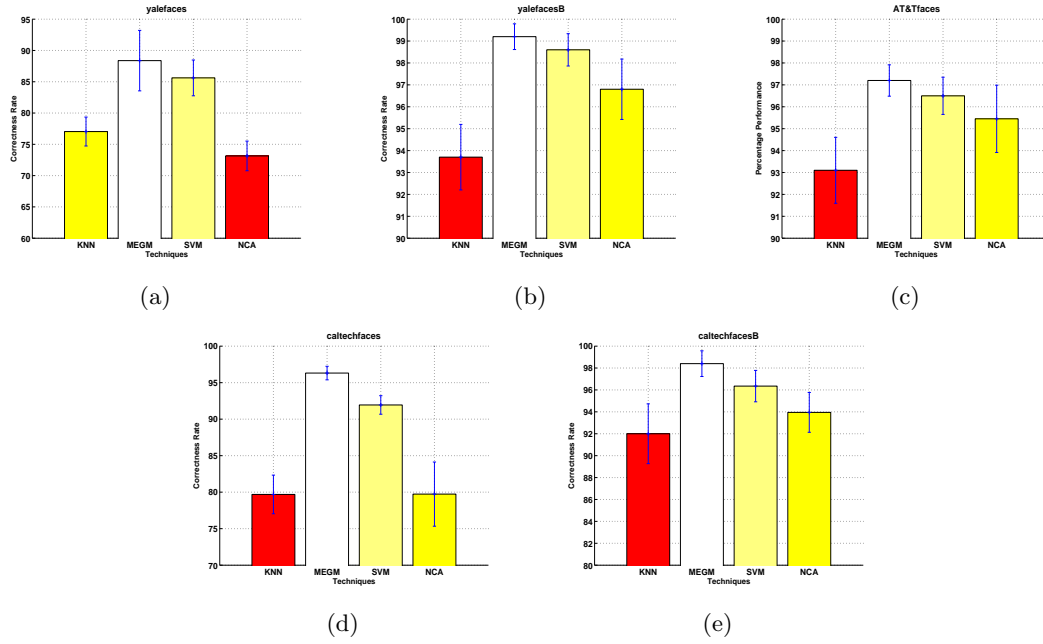 yalefaces
95
90
85
80
75
70
65
60
Correctness Rate
KNN MEGM SVM NCA
Techniques
(a)
yalefacesB
100
99
98
97
96
95
94
93
92
91
90
Correctness Rate
KNN MEGM SVM NCA
Techniques
(b)
AT&Tfaces
100
99
98
97
96
95
94
93
92
91
90
Percentage Performance
KNN MEGM SVM NCA
Techniques
(c)
caltechfaces
100
95
90
85
80
75
70
Correctness Rate
KNN MEGM SVM NCA
Techniques
(d)
caltechfacesB
100
98
96
94
92
90
88
86
84
82
80
Correctness Rate
KNN MEGM SVM NCA
Techniques
(e)